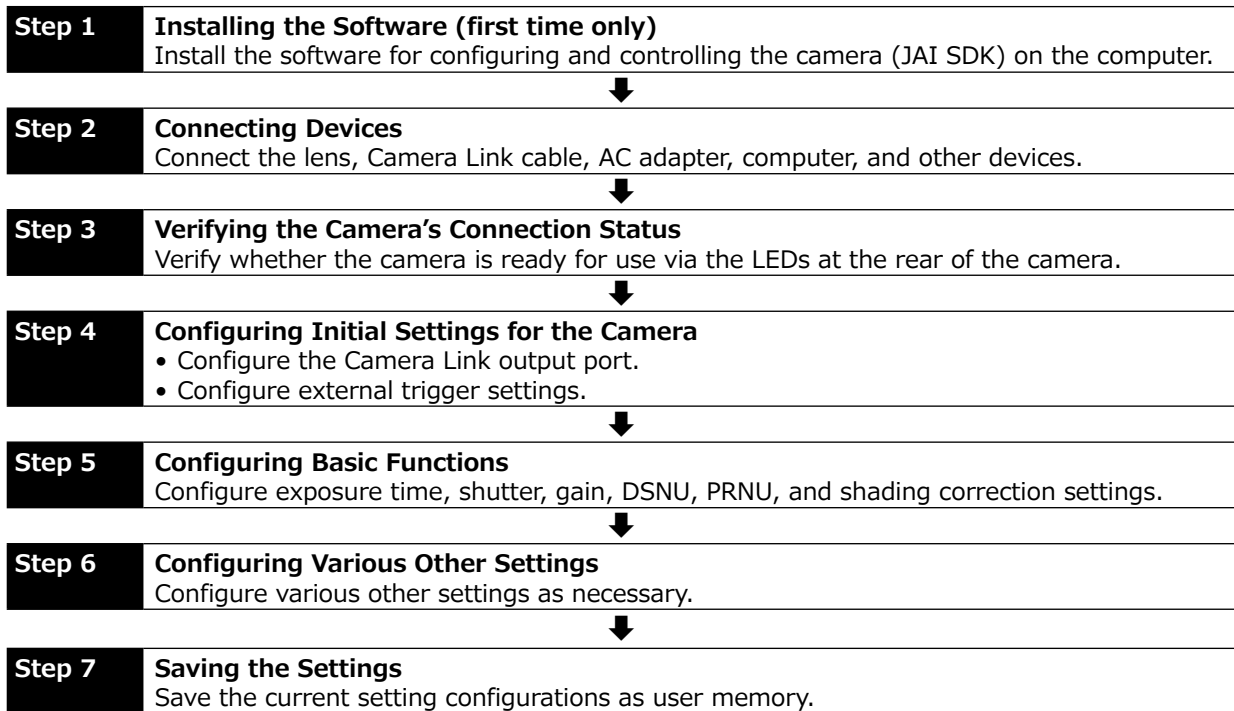 Step 1 Installing the Software (first time only)
Install the software for configuring and controlling the camera (JAI SDK) on the computer.
Step 2 Connecting Devices
Connect the lens, Camera Link cable, AC adapter, computer, and other devices.
Step 3 Verifying the Camera’s Connection Status
Verify whether the camera is ready for use via the LEDs at the rear of the camera.
Step 4 Configuring Initial Settings for the Camera
• Configure the Camera Link output port.
• Configure external trigger settings.
Step 5 Configuring Basic Functions
Configure exposure time, shutter, gain, DSNU, PRNU, and shading correction settings.
Step 6 Configuring Various Other Settings
Configure various other settings as necessary.
Step 7 Saving the Settings
Save the current setting configurations as user memory.